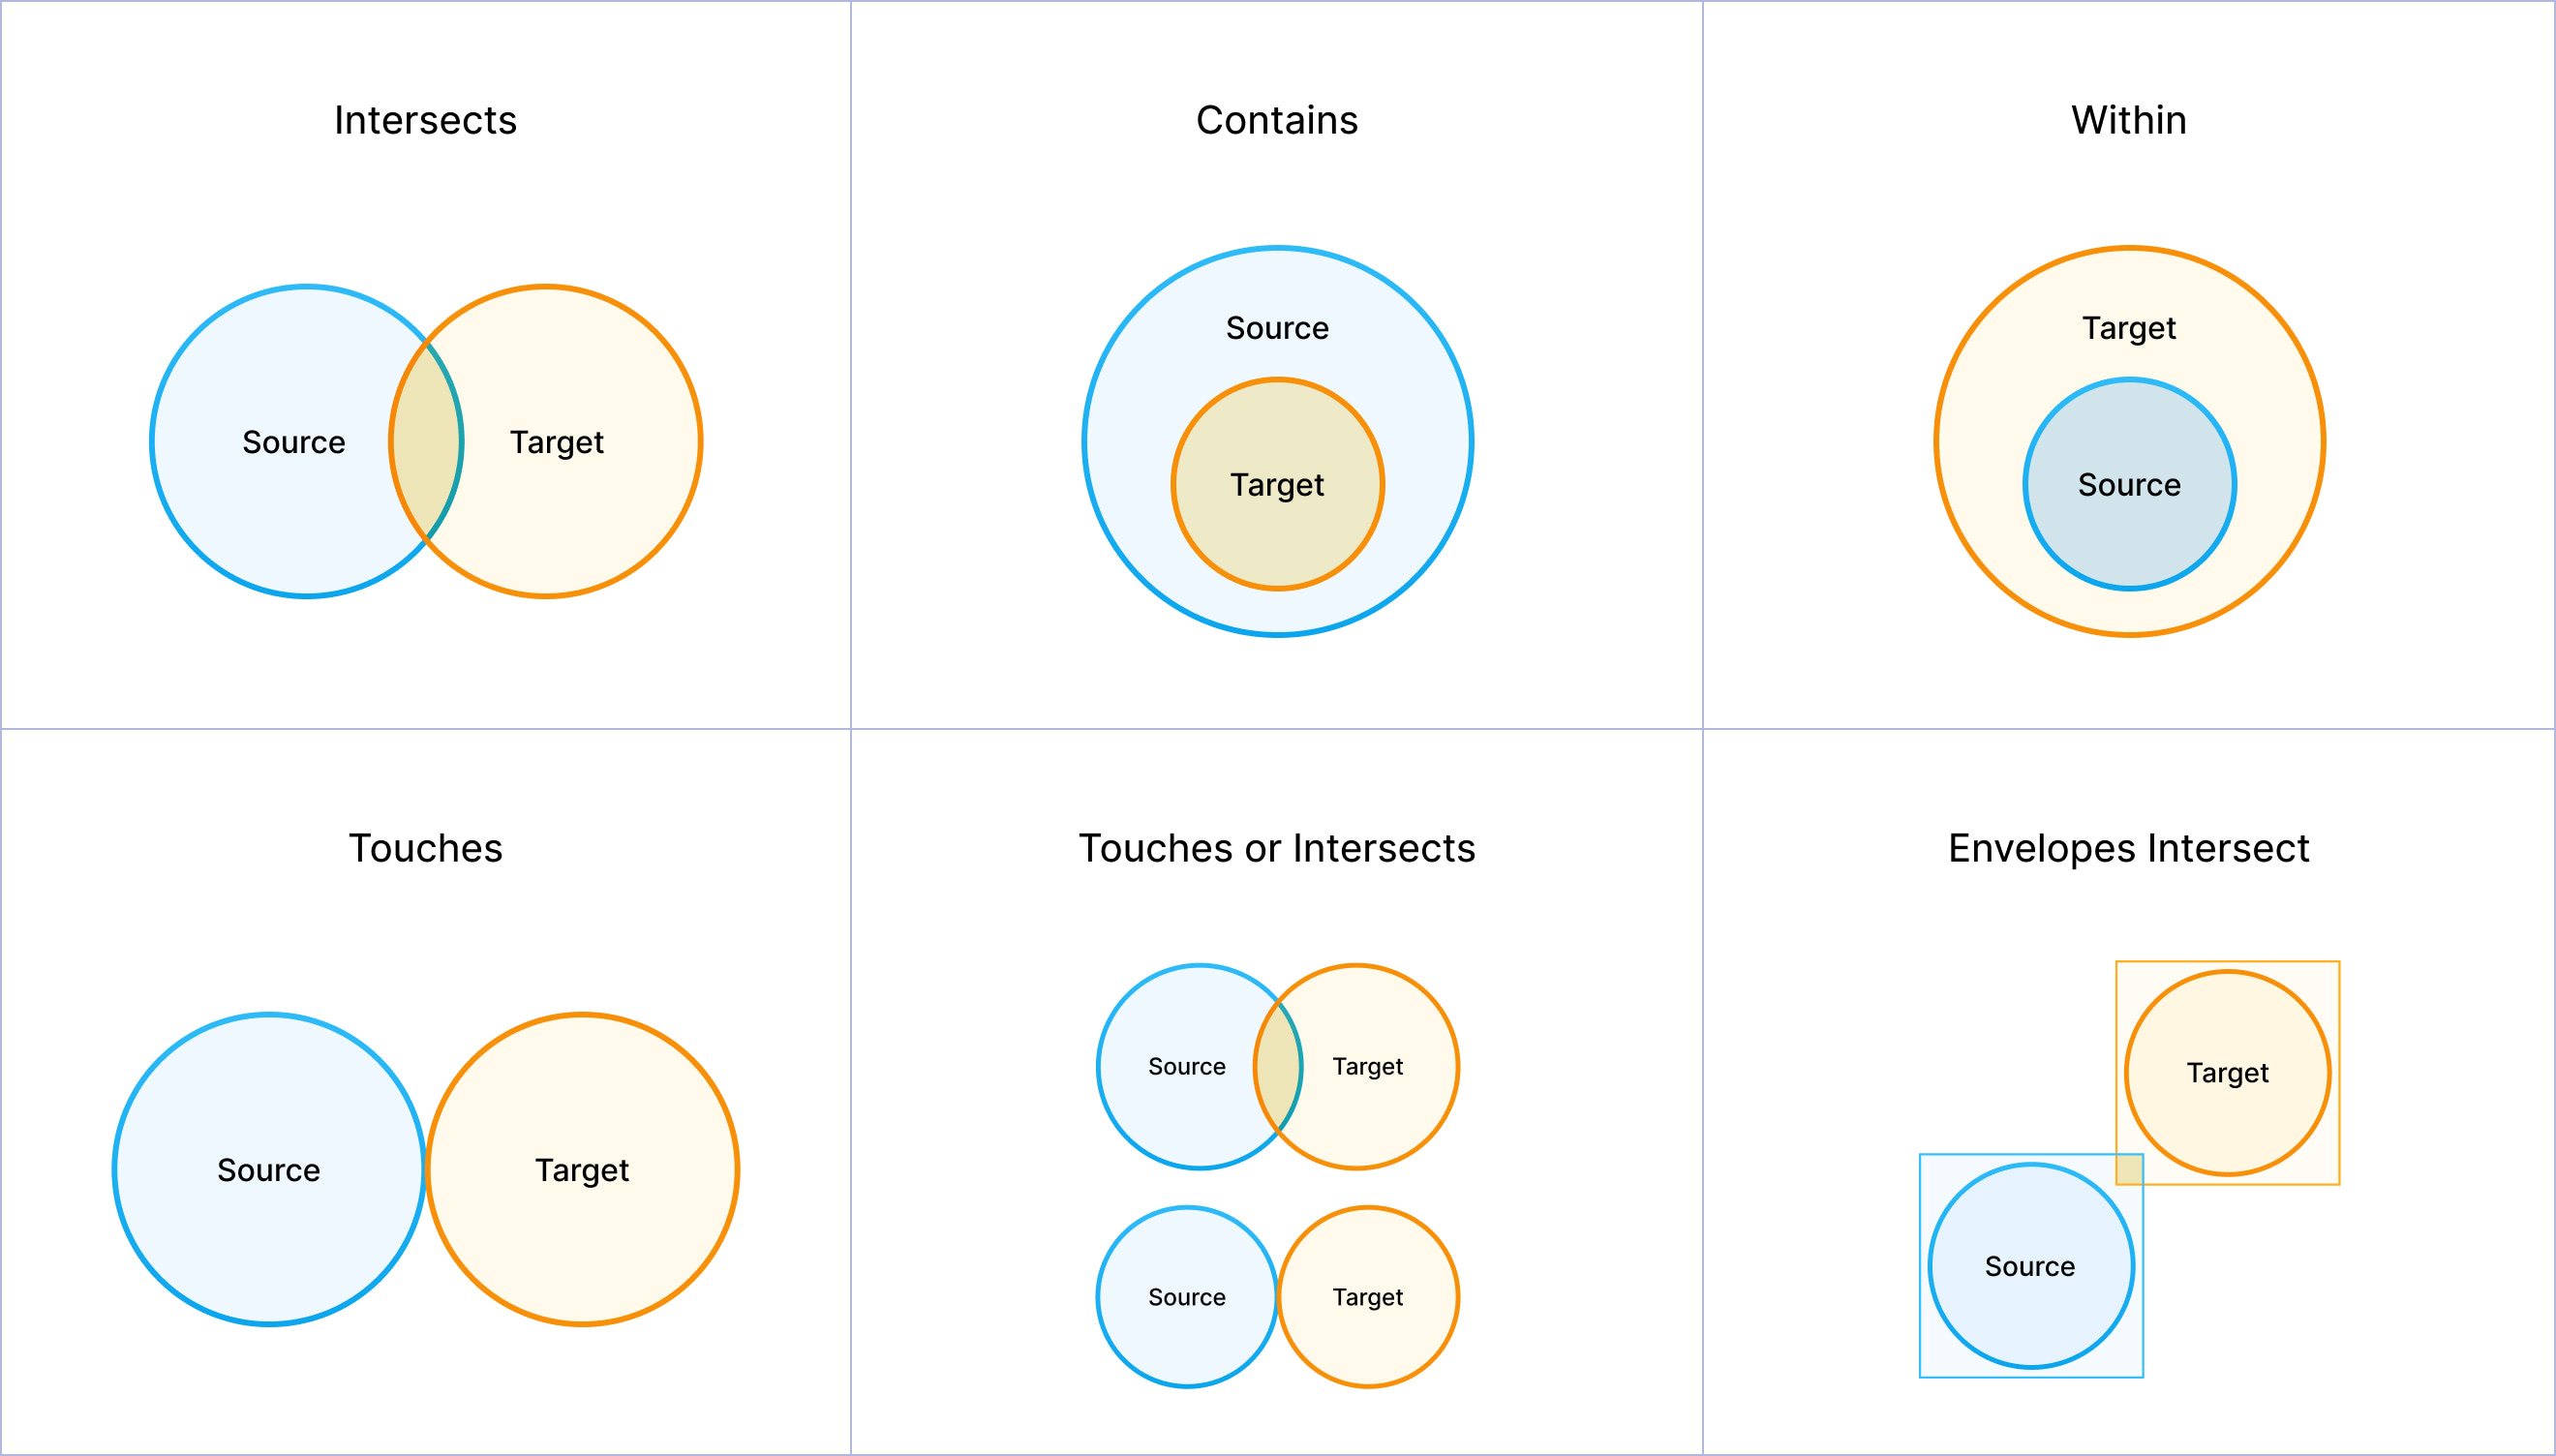 Intersects
Source
Target
Contains
Source
Target
Within
Target
Source
Touches
Source
Target
Touches or Intersects
Source
Target
Source
Target
Envelopes Intersect
Target
Source